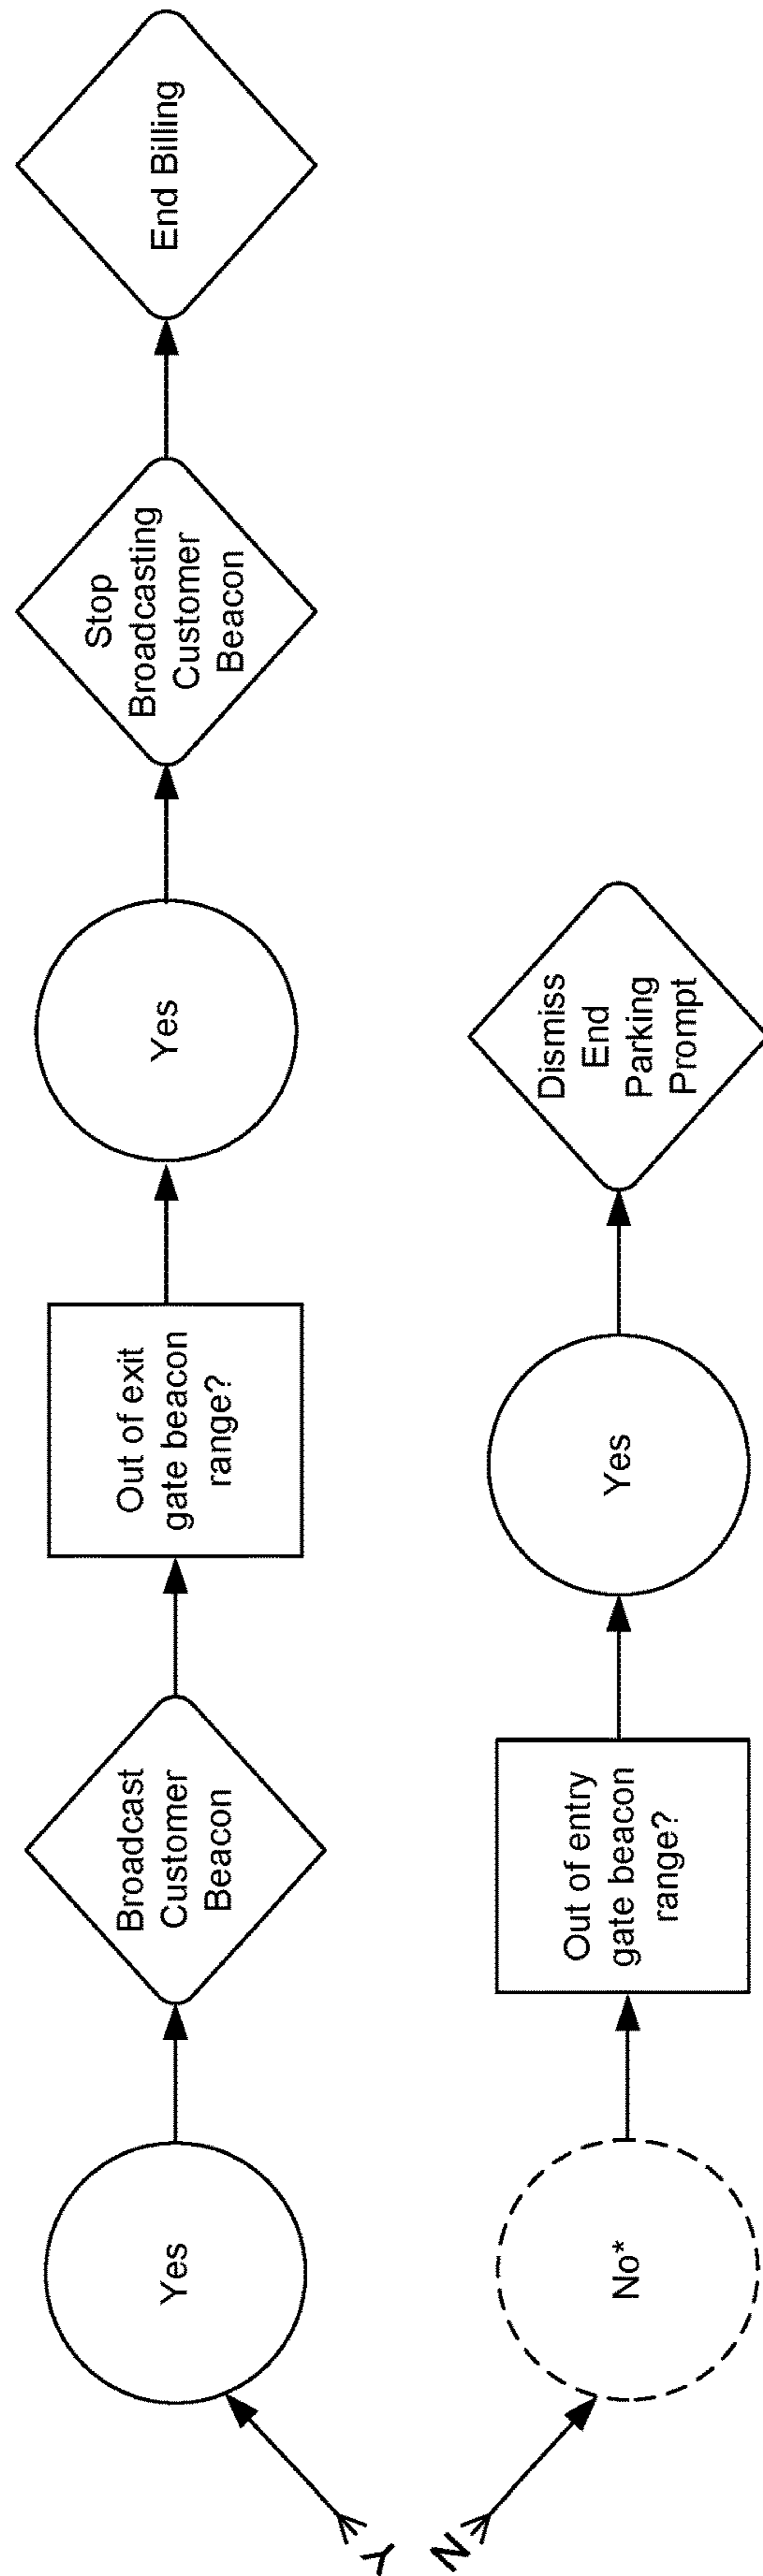 Y
Yes
Broadcast
Customer
Beacon
Out of exit
gate beacon
range?
Yes
Stop
Broadcasting
Customer
Beacon
End Billing
N
No*
Out of entry
gate beacon
range?
Yes
Dismiss
End
Parking
Prompt